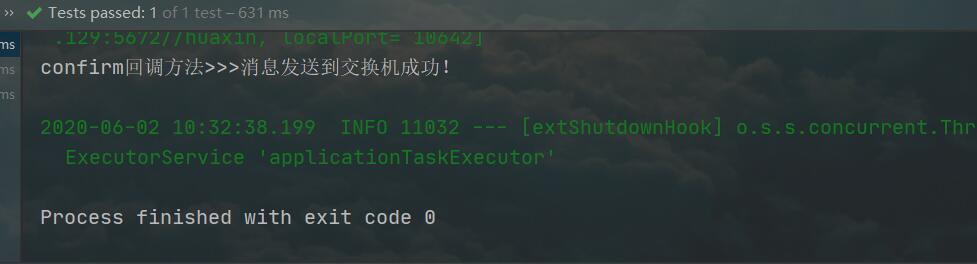 ›› ✔ Tests passed: 1 of 1 test – 631 ms
ms
.129:5672//huaxin, localPort= 10642]
ms
confirm回调方法>>>消息发送到交换机成功!
ms
2020-06-02 10:32:38.199  INFO 11032 --- [extShutdownHook] o.s.s.concurrent.Thr
ExecutorService 'applicationTaskExecutor'
Process finished with exit code 0